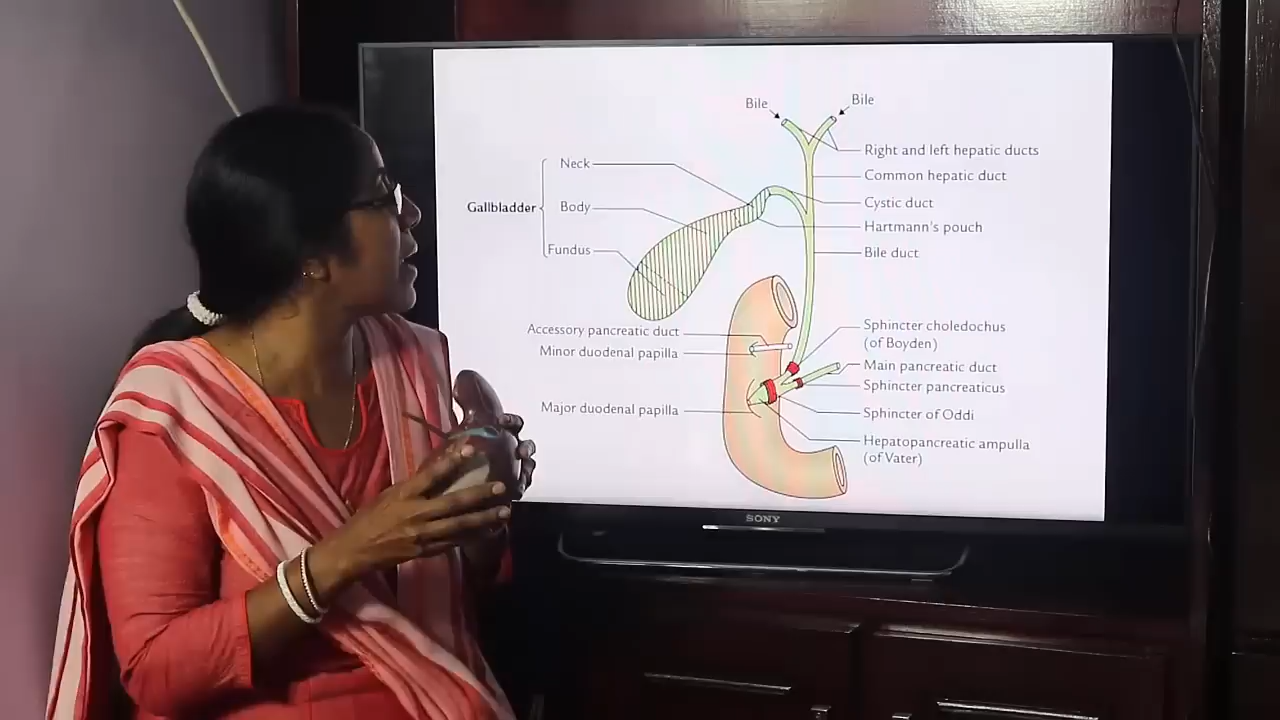 Bile
Bile
Right and left hepatic ducts
Neck
Common hepatic duct
Cystic duct
Gallbladder
Body
Hartmann's pouch
Fundus
Bile duct
Accessory pancreatic duct
Sphincter choledochus
(of Boyden)
Minor duodenal papilla
Main pancreatic duct
Sphincter pancreaticus
Major duodenal papilla
Sphincter of Oddi
Hepatopancreatic ampulla
(of Vater)
SONY